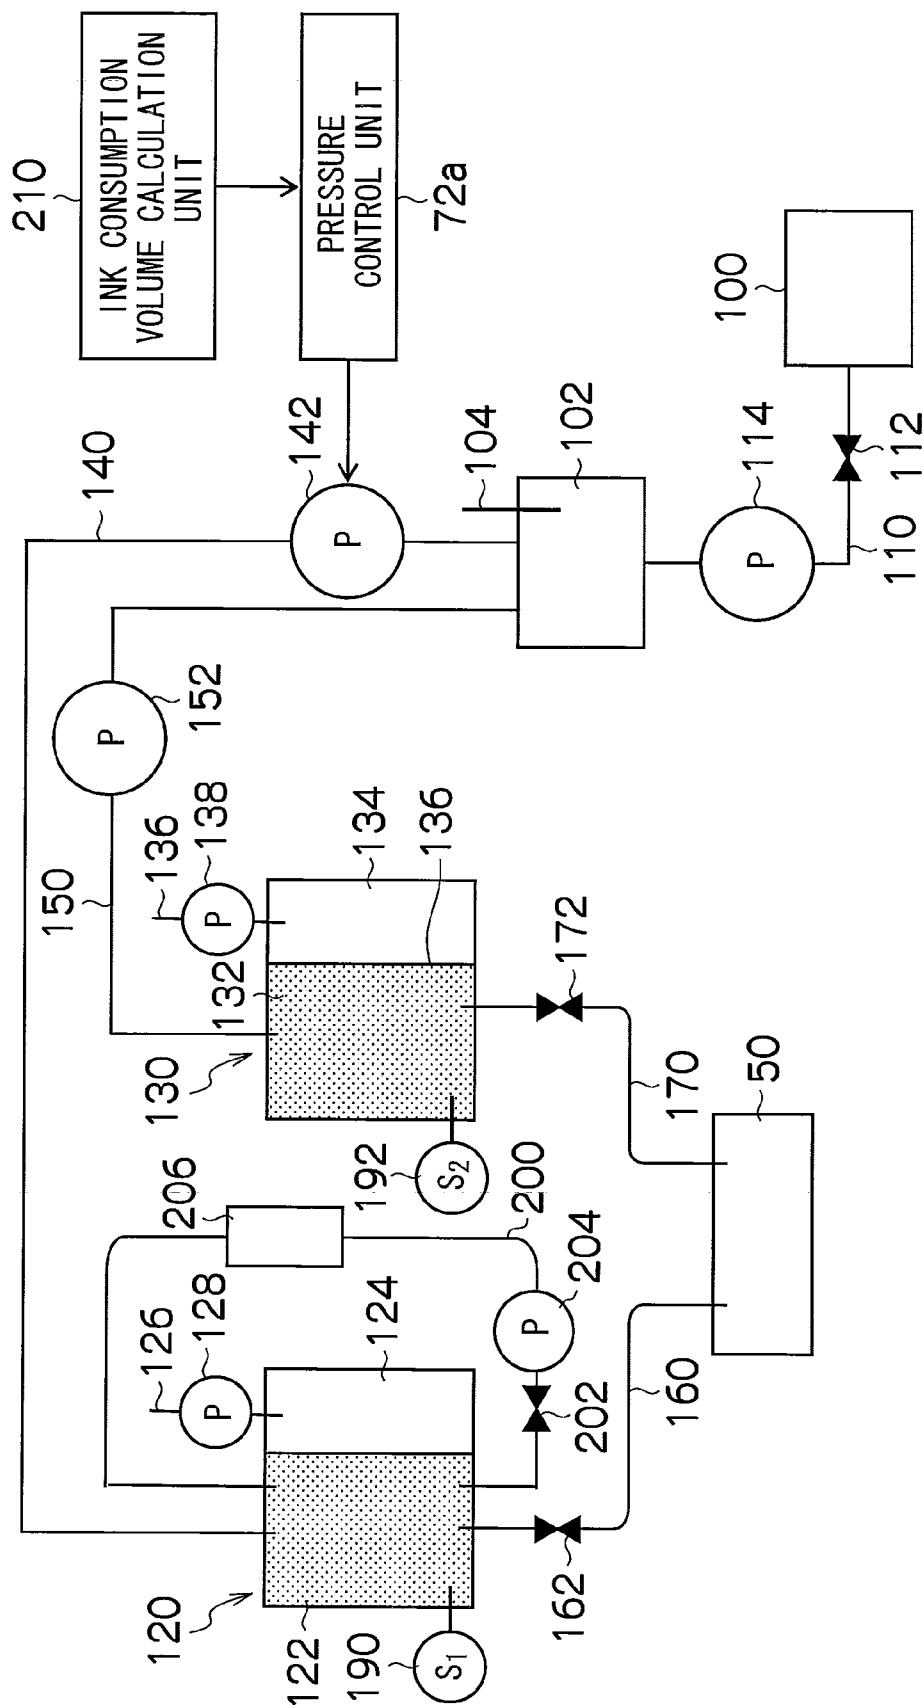 210
INK CONSUMPTION
VOLUME CALCULATION
UNIT
PRESSURE
CONTROL UNIT
72a
140
142
P
104
102
150
P
152
136
138
P
134
136
132
130
192
S2
206
126
128
P
124
200
204
P
202
120
122
190
S1
162
160
172
170
50
100
114
P
112
110